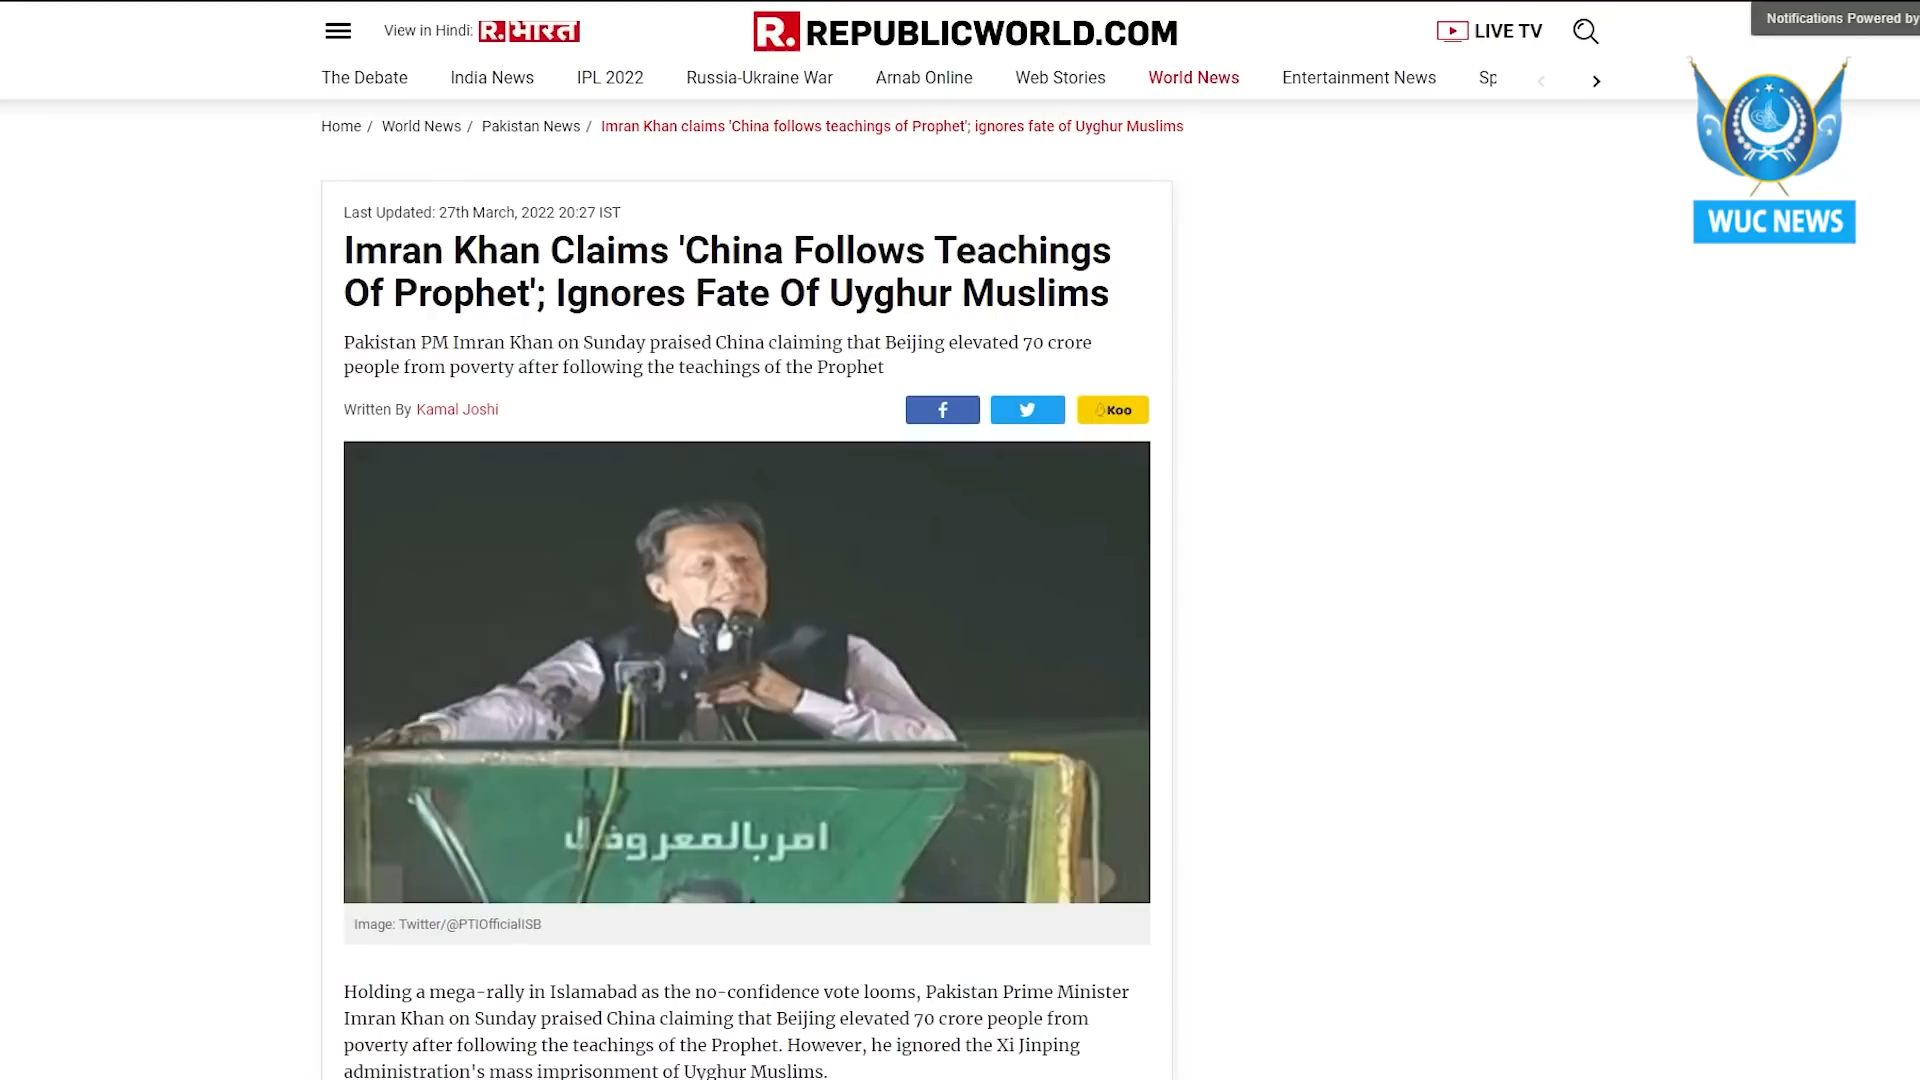 Notifications Powered by
View in Hindi: R. भारत
R. REPUBLICWORLD.COM
LIVE TV
The Debate India News IPL 2022 Russia-Ukraine War Arnab Online Web Stories World News Entertainment News Sp
Home / World News / Pakistan News / Imran Khan claims 'China follows teachings of Prophet'; ignores fate of Uyghur Muslims
WUC NEWS
Last Updated: 27th March, 2022 20:27 IST
Imran Khan Claims 'China Follows Teachings
Of Prophet'; Ignores Fate Of Uyghur Muslims
Pakistan PM Imran Khan on Sunday praised China claiming that Beijing elevated 70 crore
people from poverty after following the teachings of the Prophet
Written By Kamal Joshi
f
Koo
امربالمعروف
Image: Twitter/@PTIOfficialISB
Holding a mega-rally in Islamabad as the no-confidence vote looms, Pakistan Prime Minister
Imran Khan on Sunday praised China claiming that Beijing elevated 70 crore people from
poverty after following the teachings of the Prophet. However, he ignored the Xi Jinping
administration's mass imprisonment of Uyghur Muslims.